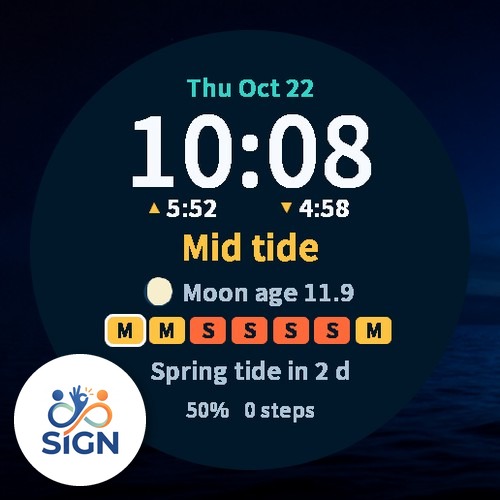 Thu Oct 22
10:08
▲ 5:52 ▼ 4:58
Mid tide
Moon age 11.9
M M S S S S M
Spring tide in 2 d
50% 0 steps
SIGN